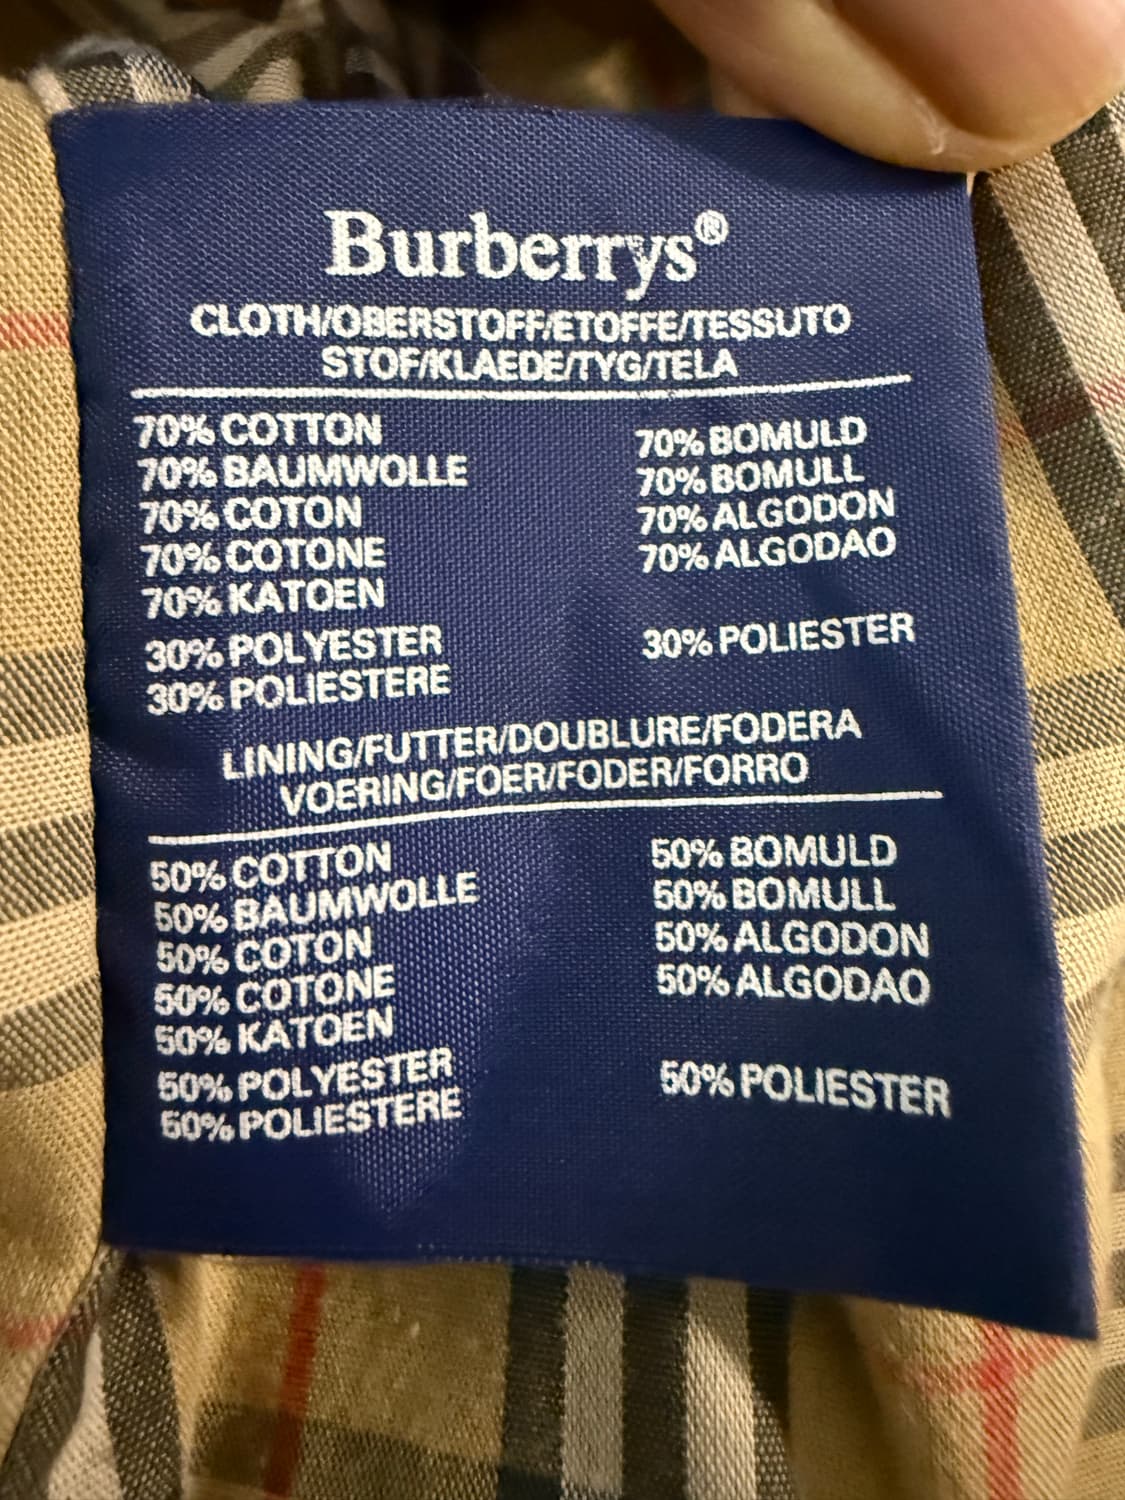 Burberrys®
CLOTH/OBERSTOFF/ETOFFE/TESSUTO
STOF/KLAEDE/TYG/TELA
70% COTTON
70% BAUMWOLLE
70% COTON
70% COTONE
70% KATOEN
30% POLYESTER
30% POLIESTERE
70% BOMULD
70% BOMULL
70% ALGODON
70% ALGODAO
30% POLIESTER
LINING/FUTTER/DOUBLURE/FODERA
VOERING/FOER/FODER/FORRO
50% COTTON
50% BAUMWOLLE
50% COTON
50% COTONE
50% KATOEN
50% POLYESTER
50% POLIESTERE
50% BOMULD
50% BOMULL
50% ALGODON
50% ALGODAO
50% POLIESTER